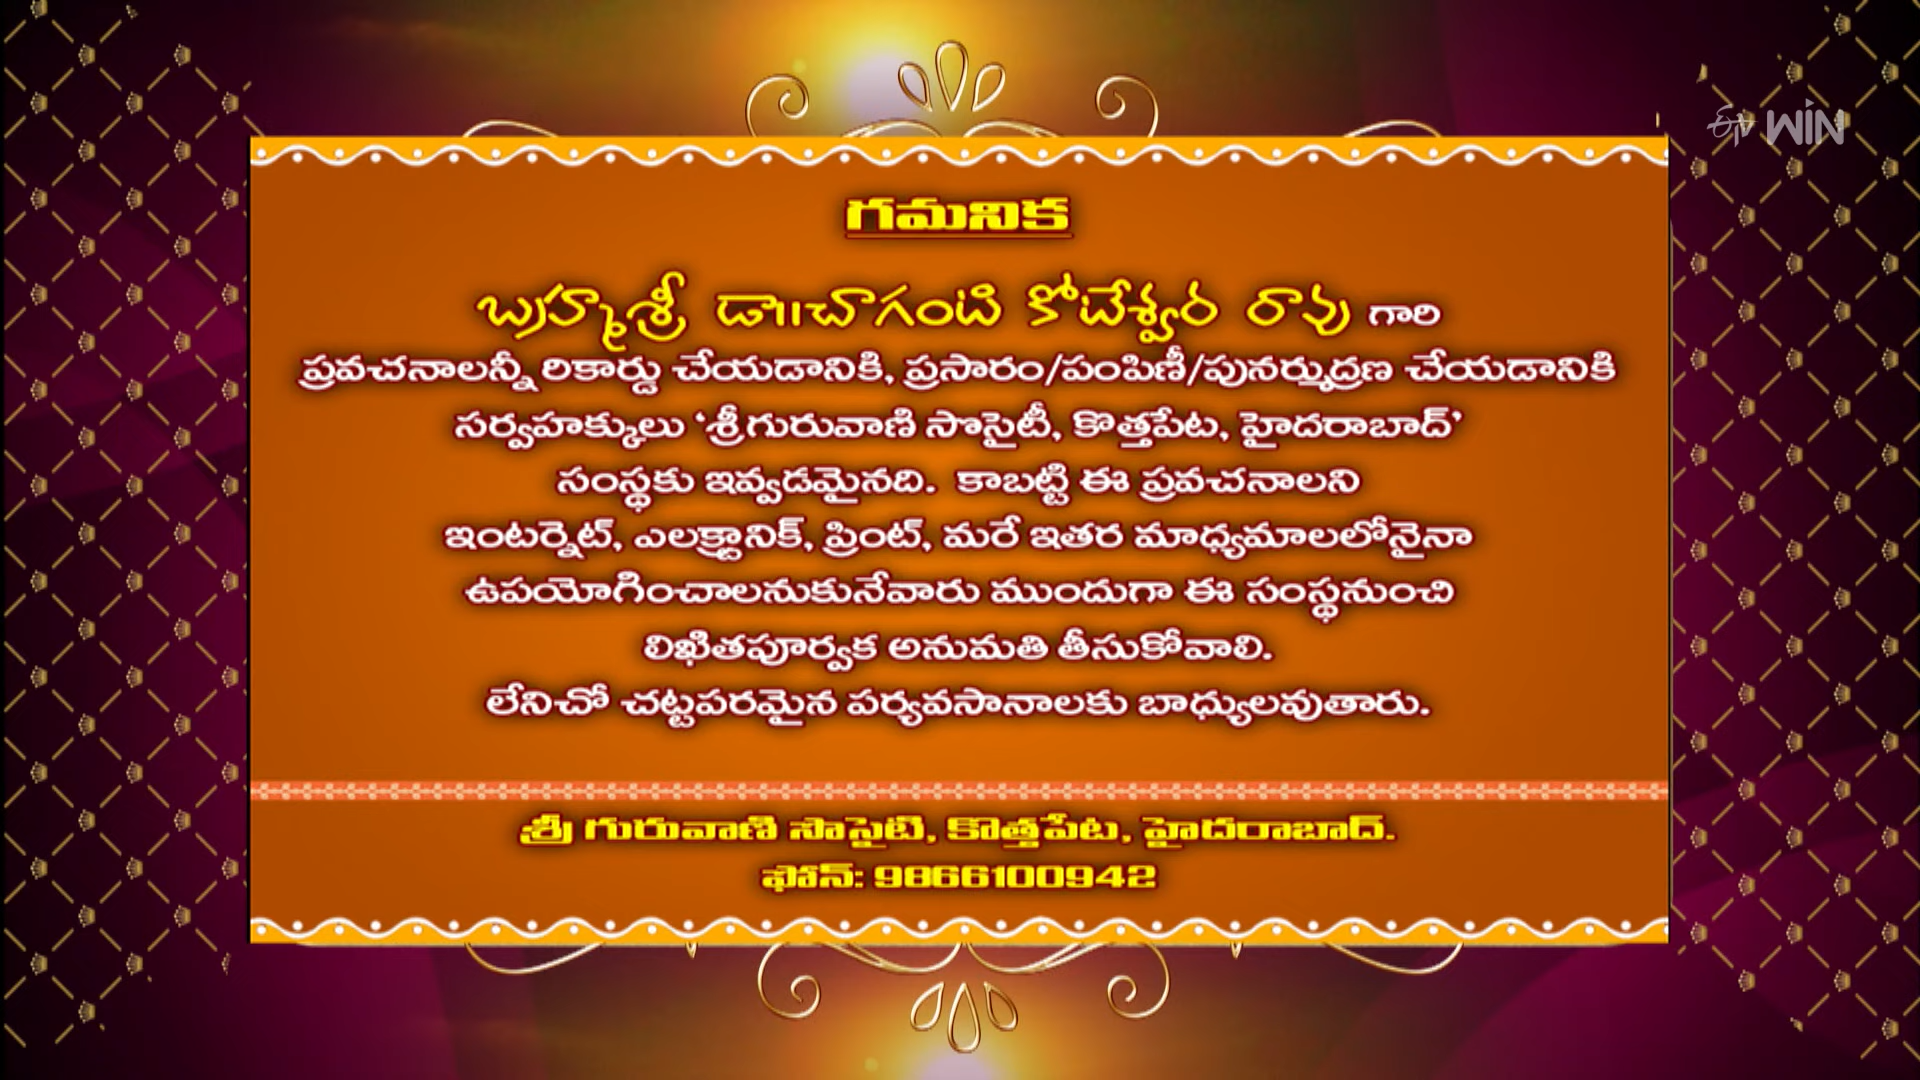 ఈటీవీ WIN
గమనిక
బ్రహ్మశ్రీ డా॥చాగంటి కోటేశ్వర రావు గారి
ప్రవచనాలన్నీ రికార్డు చేయడానికి, ప్రసారం/పంపిణీ/పునర్ముద్రణ చేయడానికి
సర్వహక్కులు ‘శ్రీగురువాణి సొసైటీ, కొత్తపేట, హైదరాబాద్’
సంస్థకు ఇవ్వడమైనది. కాబట్టి ఈ ప్రవచనాలని
ఇంటర్నెట్, ఎలక్ట్రానిక్, ప్రింట్, మరే ఇతర మాధ్యమాలలోనైనా
ఉపయోగించాలనుకునేవారు ముందుగా ఈ సంస్థనుంచి
లిఖితపూర్వక అనుమతి తీసుకోవాలి.
లేనిచో చట్టపరమైన పర్యవసానాలకు బాధ్యులవుతారు.
శ్రీ గురువాణి సొసైటి, కొత్తపేట, హైదరాబాద్.
ఫోన్: 9866100942